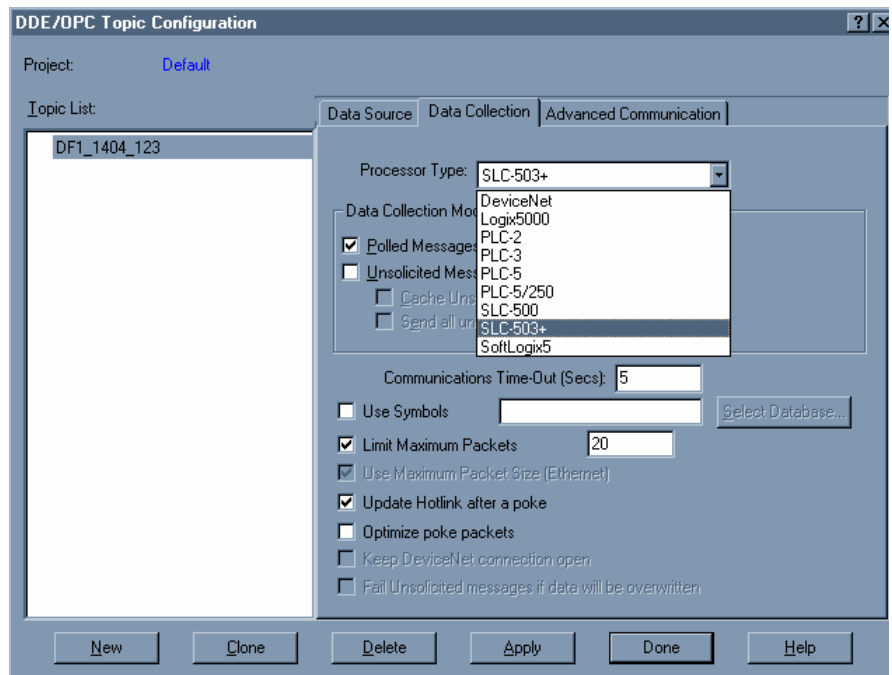 DDE/OPC Topic Configuration
Project: Default
Topic List:
DF1_1404_123
Data Source Data Collection Advanced Communication
Processor Type: SLC-503+
DeviceNet
Logix5000
PLC-2
PLC-3
PLC-5
PLC-5/250
SLC-500
SLC-503+
SoftLogix5
Data Collection
Polled Messages
Unsolicited
Cache
Send all
Communications Time-Out (Secs): 5
Use Symbols Select Database...
Limit Maximum Packets 20
Use Maximum Packet Size (Ethernet)
Update Hotlink after a poke
Optimize poke packets
Keep DeviceNet connection open
Fail Unsolicited messages if data will be overwritten
New Clone Delete Apply Done Help